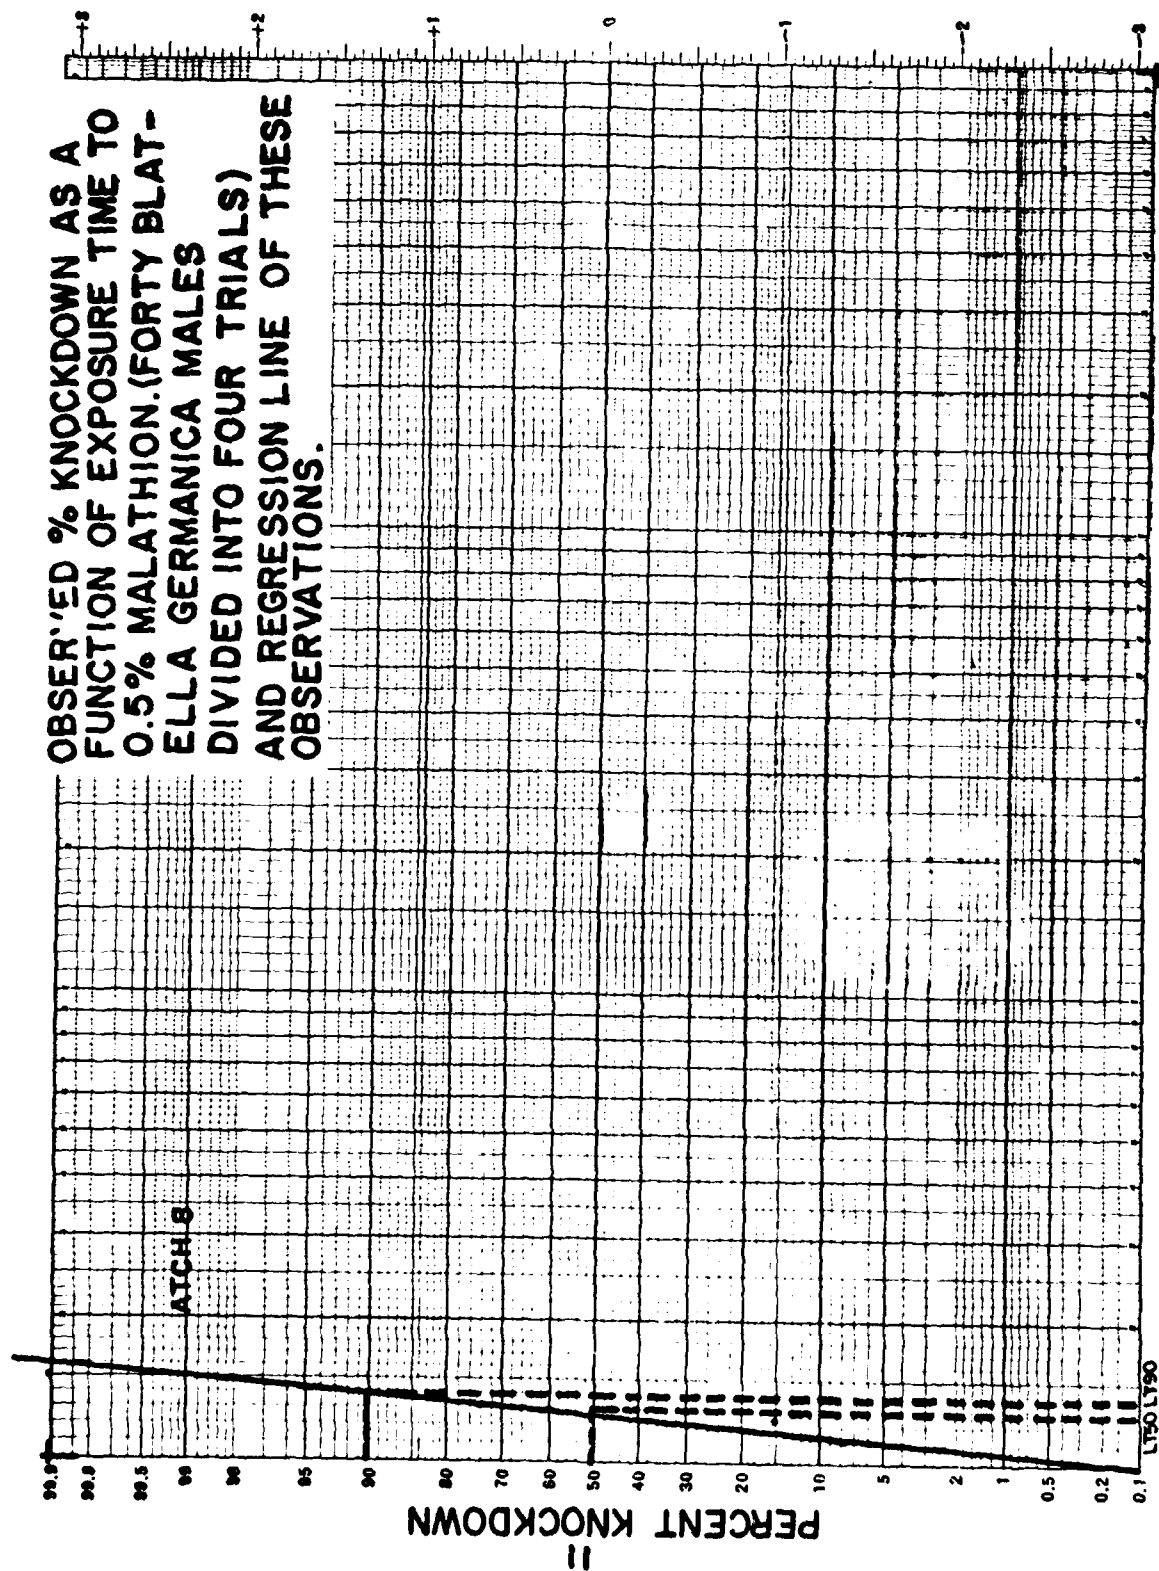 OBSER''ED % KNOCKDOWN AS A
FUNCTION OF EXPOSURE TIME TO
0.5% MALATHION.(FORTY BLAT-
ELLA GERMANICA MALES
DIVIDED INTO FOUR TRIALS)
AND REGRESSION LINE OF THESE
OBSERVATIONS.
ATCH 8
PERCENT KNOCKDOWN
99.9
99.8
99.5
99
98
95
90
80
70
60
50
40
30
20
10
5
2
1
0.5
0.2
0.1
+3
+2
+1
0
-1
-2
-3
LT50 LT90
11